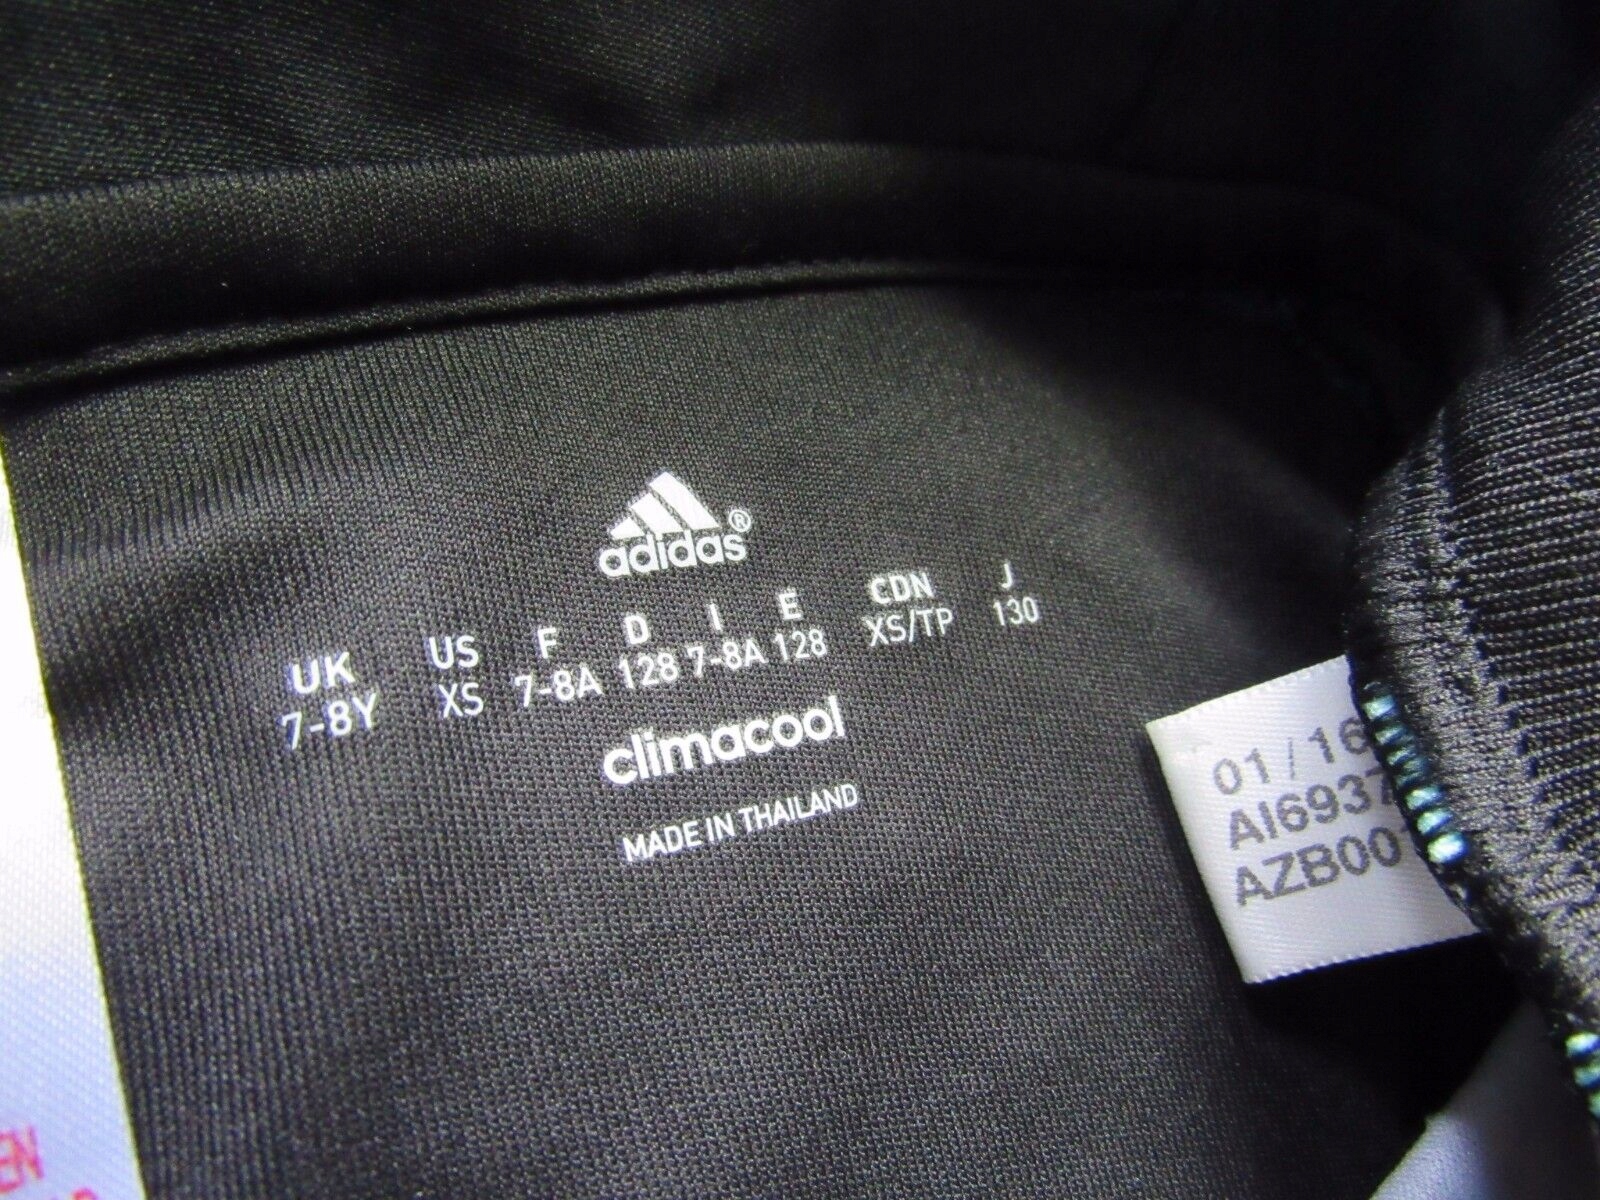 adidas®
UK US F D I E CDN J
7-8Y XS 7-8A 128 7-8A 128 XS/TP 130
climacool
MADE IN THAILAND
01/16
AI6937
AZB001
EN